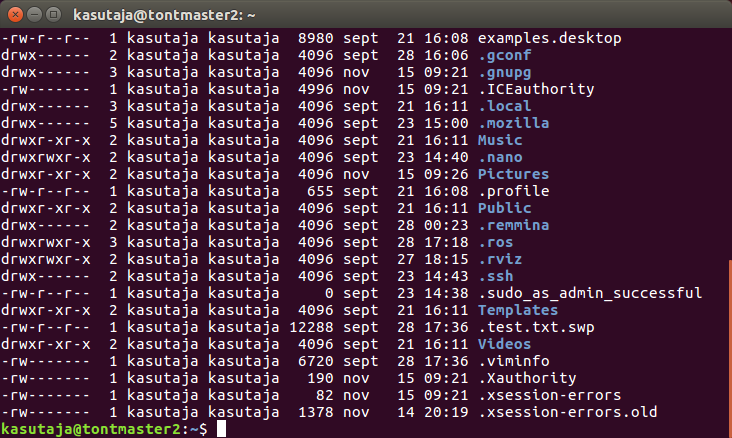 kasutaja@tontmaster2: ~
-rw-r--r--  1 kasutaja kasutaja  8980 sept  21 16:08 examples.desktop
drwx------  2 kasutaja kasutaja  4096 sept  28 16:06 .gconf
drwx------  3 kasutaja kasutaja  4096 nov   15 09:21 .gnupg
-rw-------  1 kasutaja kasutaja  4996 nov   15 09:21 .ICEauthority
drwx------  3 kasutaja kasutaja  4096 sept  21 16:11 .local
drwx------  5 kasutaja kasutaja  4096 sept  23 15:00 .mozilla
drwxr-xr-x  2 kasutaja kasutaja  4096 sept  21 16:11 Music
drwxrwxr-x  2 kasutaja kasutaja  4096 sept  23 14:40 .nano
drwxr-xr-x  2 kasutaja kasutaja  4096 nov   15 09:26 Pictures
-rw-r--r--  1 kasutaja kasutaja   655 sept  21 16:08 .profile
drwxr-xr-x  2 kasutaja kasutaja  4096 sept  21 16:11 Public
drwx------  2 kasutaja kasutaja  4096 sept  28 00:23 .remmina
drwxrwxr-x  3 kasutaja kasutaja  4096 sept  28 17:18 .ros
drwxrwxr-x  2 kasutaja kasutaja  4096 sept  27 18:15 .rviz
drwx------  2 kasutaja kasutaja  4096 sept  23 14:43 .ssh
-rw-r--r--  1 kasutaja kasutaja     0 sept  23 14:38 .sudo_as_admin_successful
drwxr-xr-x  2 kasutaja kasutaja  4096 sept  21 16:11 Templates
-rw-r--r--  1 kasutaja kasutaja 12288 sept  28 17:36 .test.txt.swp
drwxr-xr-x  2 kasutaja kasutaja  4096 sept  21 16:11 Videos
-rw-------  1 kasutaja kasutaja  6720 sept  28 17:36 .viminfo
-rw-------  1 kasutaja kasutaja   190 nov   15 09:21 .Xauthority
-rw-------  1 kasutaja kasutaja    82 nov   15 09:21 .xsession-errors
-rw-------  1 kasutaja kasutaja  1378 nov   14 20:19 .xsession-errors.old
kasutaja@tontmaster2:~$